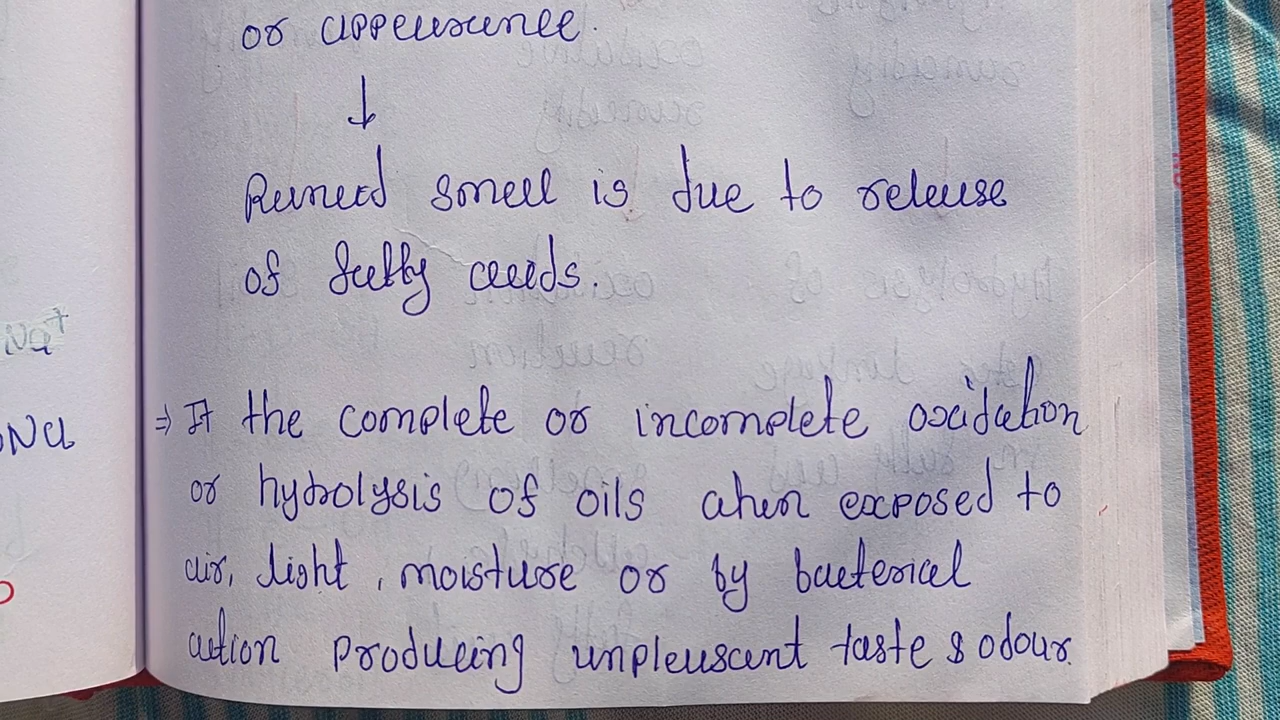 or appearance.
↓
Rancid smell is due to release
of fatty acids.
⇒ It the complete or incomplete oxidation
or hydrolysis of oils when exposed to
air, light, moisture or by bacterial
action producing unpleasant taste & odour.
Na⁺